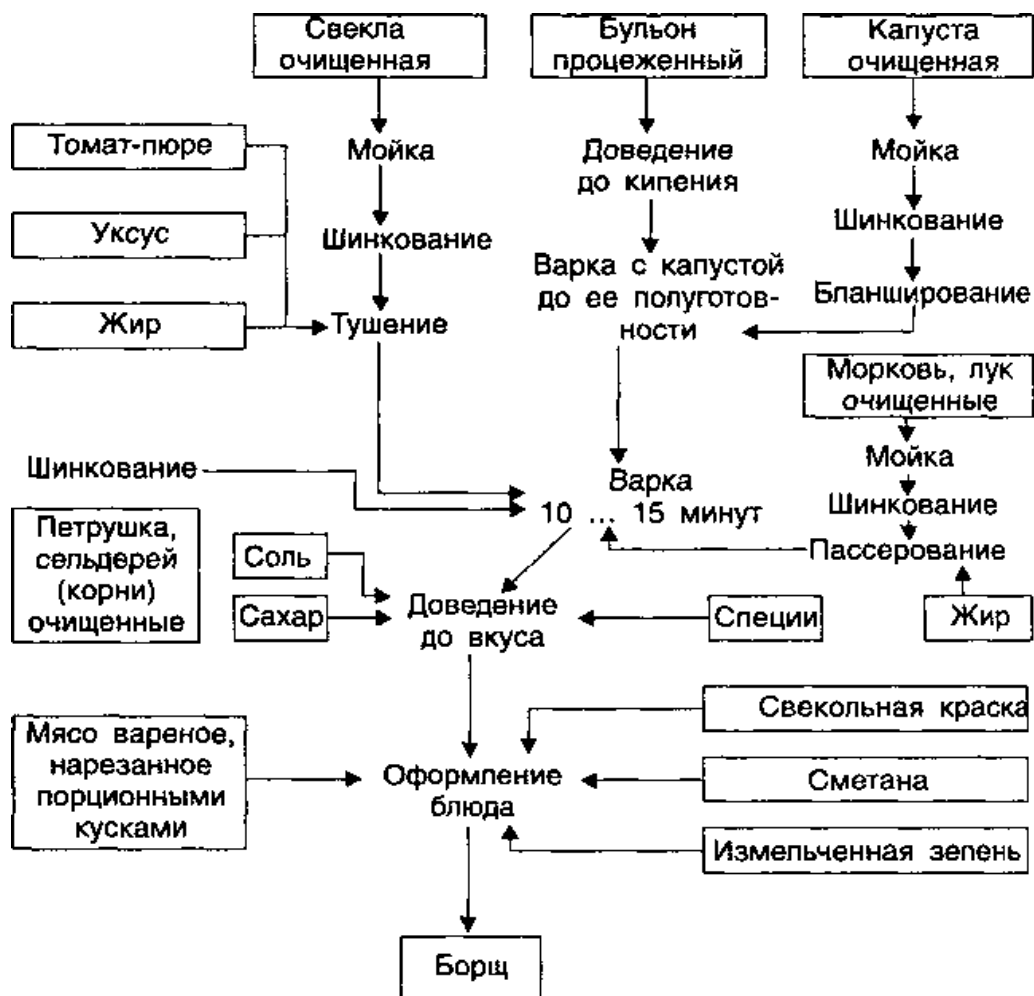 Свекла
очищенная
Бульон
процеженный
Капуста
очищенная
Томат-пюре
Мойка
Доведение
до кипения
Мойка
Уксус
Шинкование
Шинкование
Варка с капустой
до ее полуготов-
ности
Бланширование
Жир
Тушение
Морковь, лук
очищенные
Мойка
Шинкование
Варка
10 ... 15 минут
Шинкование
Пассерование
Петрушка,
сельдерей
(корни)
очищенные
Соль
Сахар
Доведение
до вкуса
Специи
Жир
Свекольная краска
Мясо вареное,
нарезанное
порционными
кусками
Оформление
блюда
Сметана
Измельченная зепень
Борщ